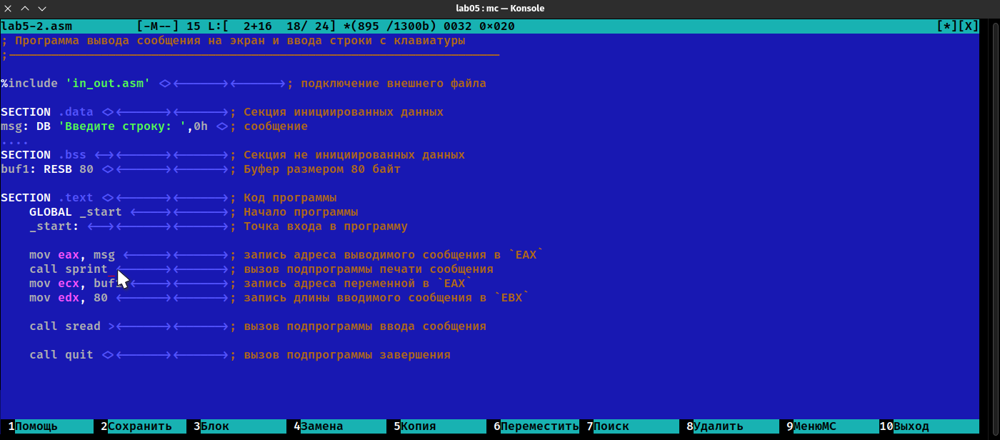 lab05 : mc — Konsole
lab5-2.asm [-M--] 15 L:[ 2+16 18/ 24] *(895 /1300b) 0032 0×020 [*][X]
; Программа вывода сообщения на экран и ввода строки с клавиатуры
;--------------------------------------------------------------------
%include 'in_out.asm' ; подключение внешнего файла
SECTION .data ; Секция инициированных данных
msg: DB 'Введите строку: ',0h ; сообщение
....
SECTION .bss ; Секция не инициированных данных
buf1: RESB 80 ; Буфер размером 80 байт
SECTION .text ; Код программы
GLOBAL _start ; Начало программы
_start: ; Точка входа в программу
mov eax, msg ; запись адреса выводимого сообщения в `EAX`
call sprint ; вызов подпрограммы печати сообщения
mov ecx, buf1 ; запись адреса переменной в `EAX`
mov edx, 80 ; запись длины вводимого сообщения в `EBX`
call sread ; вызов подпрограммы ввода сообщения
call quit ; вызов подпрограммы завершения
1Помощь 2Сохранить 3Блок 4Замена 5Копия 6Переместить 7Поиск 8Удалить 9МенюМС 10Выход